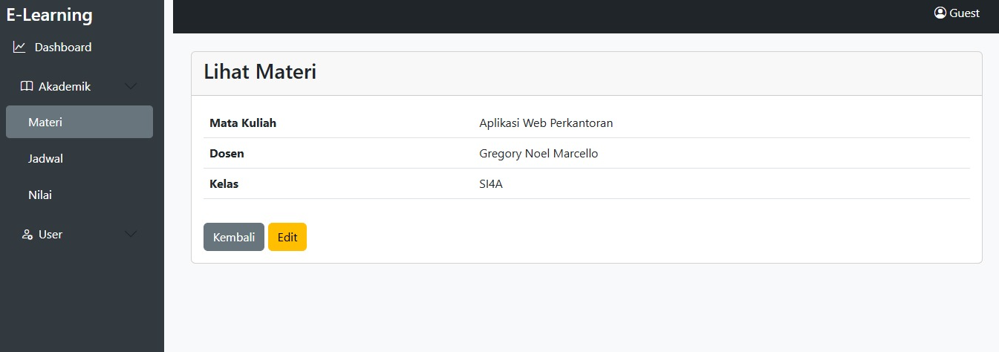 E-Learning
Guest
Dashboard
Akademik
Materi
Jadwal
Nilai
User
Lihat Materi
Mata Kuliah Aplikasi Web Perkantoran
Dosen Gregory Noel Marcello
Kelas SI4A
Kembali Edit